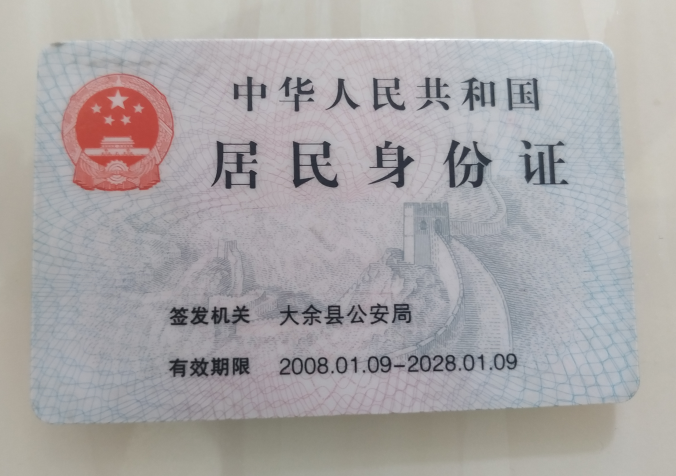 中华人民共和国
居民身份证
签发机关 大余县公安局
有效期限 2008.01.09-2028.01.09